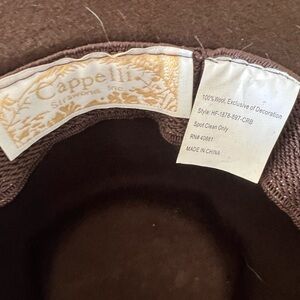 Cappelli
Straworld, Inc.
100% Wool, Exclusive of Decoration
Style: HF-1878-897-CRB
Spot Clean Only
RN# 40681
MADE IN CHINA